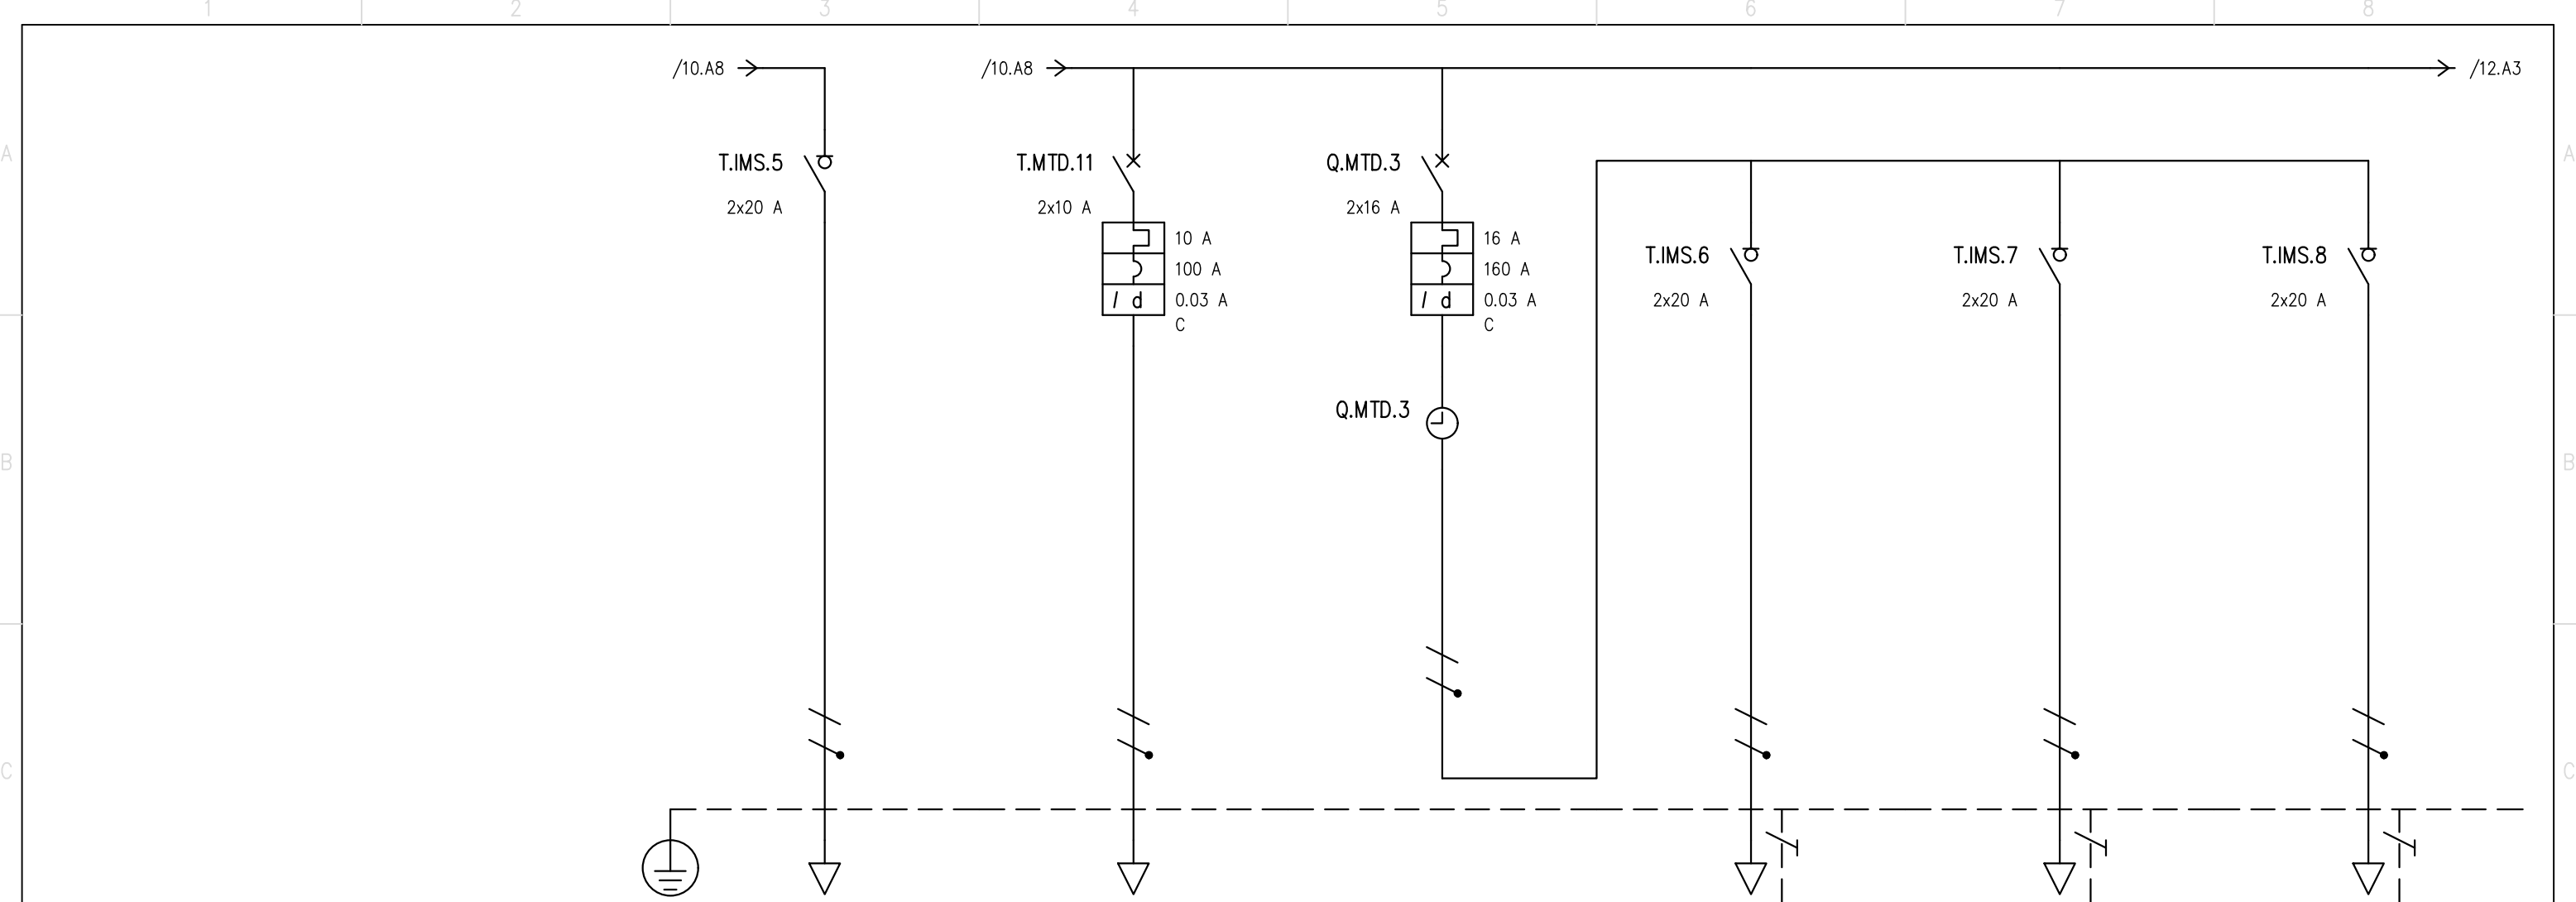 1 2 3 4 5 6 7 8
/10.A8 /10.A8 /12.A3
A A
T.IMS.5 T.MTD.11 Q.MTD.3
2x20 A 2x10 A 2x16 A
10 A 16 A
T.IMS.6 T.IMS.7 T.IMS.8
100 A 160 A
I d 0.03 A I d 0.03 A 2x20 A 2x20 A 2x20 A
C C
Q.MTD.3
B B
C C